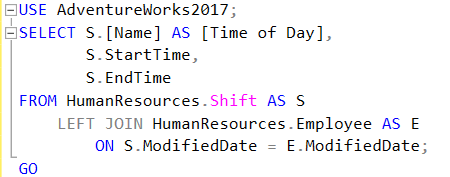 USE AdventureWorks2017;
SELECT S.[Name] AS [Time of Day],
S.StartTime,
S.EndTime
FROM HumanResources.Shift AS S
LEFT JOIN HumanResources.Employee AS E
ON S.ModifiedDate = E.ModifiedDate;
GO